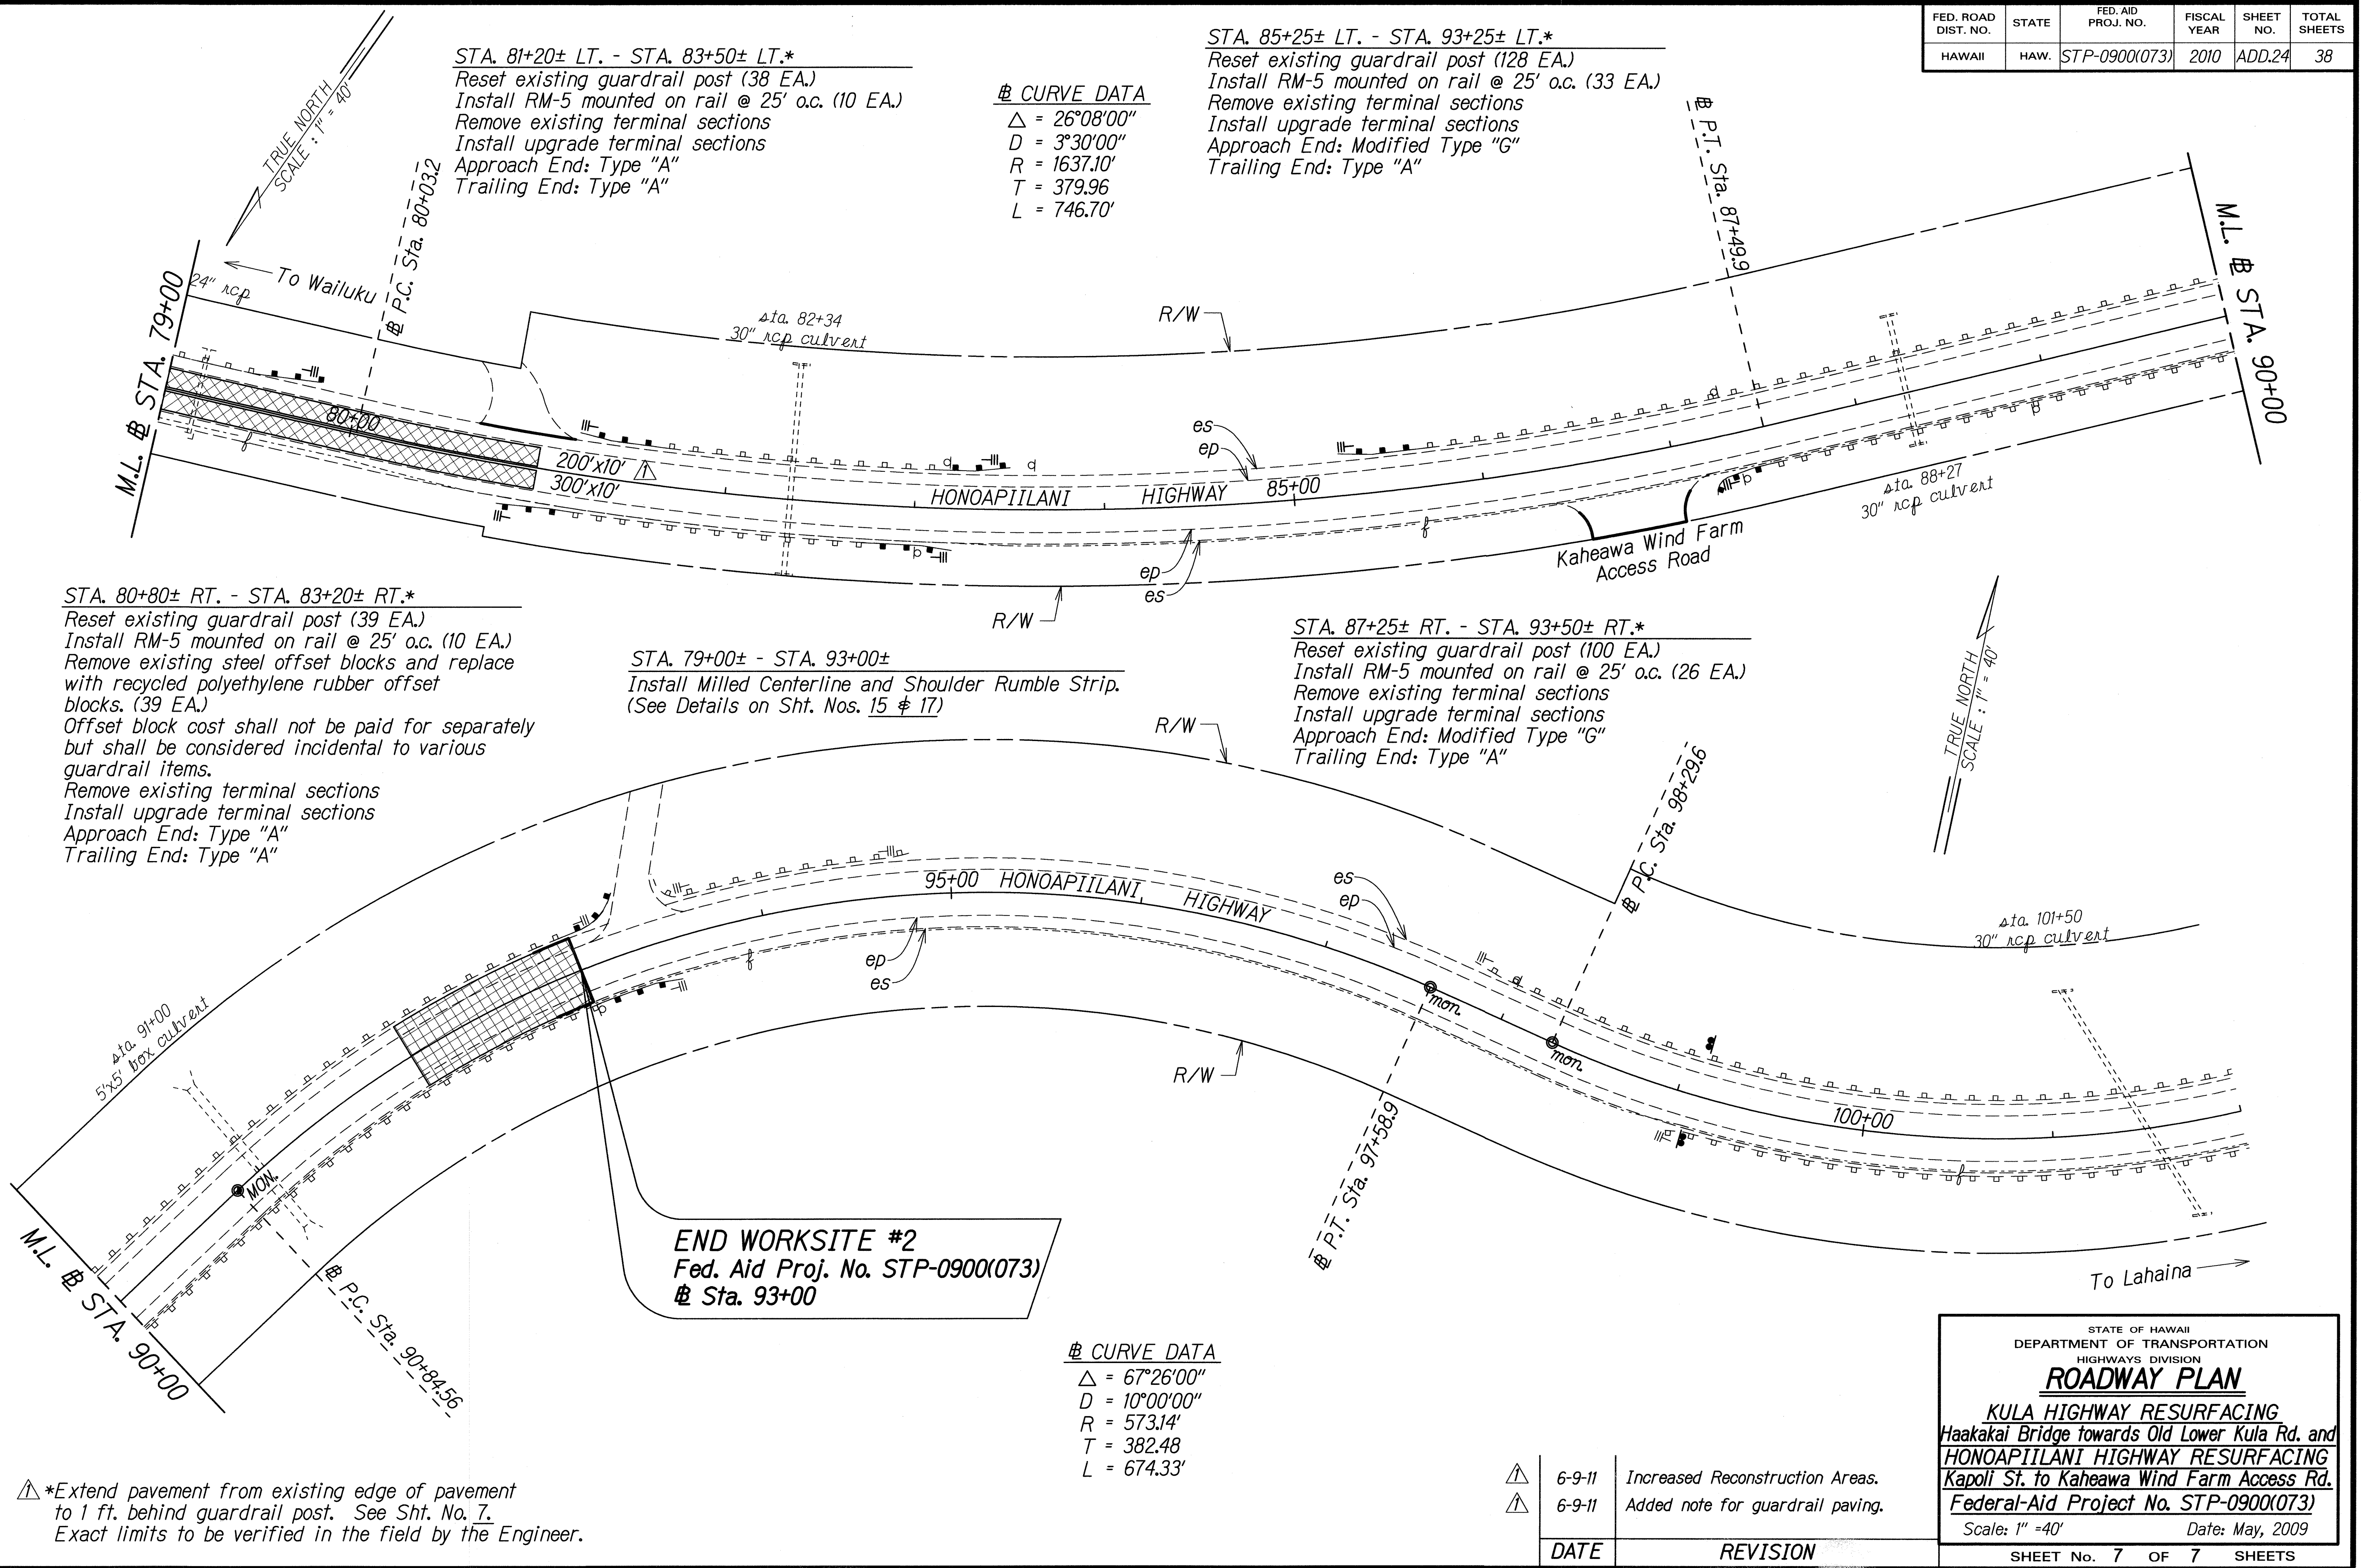 FED. ROAD DIST. NO.
STATE
FED. AID PROJ. NO.
FISCAL YEAR
SHEET NO.
TOTAL SHEETS
HAWAII
HAW.
STP-0900(073)
2010
ADD.24
38
TRUE NORTH
SCALE : 1" = 40'
STA. 81+20± LT. - STA. 83+50± LT.*
Reset existing guardrail post (38 EA.)
Install RM-5 mounted on rail @ 25' o.c. (10 EA.)
Remove existing terminal sections
Install upgrade terminal sections
Approach End: Type "A"
Trailing End: Type "A"
℄ CURVE DATA
△ = 26°08'00"
D = 3°30'00"
R = 1637.10'
T = 379.96
L = 746.70'
STA. 85+25± LT. - STA. 93+25± LT.*
Reset existing guardrail post (128 EA.)
Install RM-5 mounted on rail @ 25' o.c. (33 EA.)
Remove existing terminal sections
Install upgrade terminal sections
Approach End: Modified Type "G"
Trailing End: Type "A"
M.L. ℄ STA. 79+00
24" rcp
To Wailuku
℄ P.C. Sta. 80+03.2
sta. 82+34
30" rcp culvert
R/W
℄ P.T. Sta. 87+49.9
M.L. ℄ STA. 90+00
80+00
200'x10' 1
300'x10'
HONOAPIILANI HIGHWAY
85+00
es
ep
d
d
d
f
p
f
p
p
ep
es
R/W
sta. 88+27
30" rcp culvert
Kaheawa Wind Farm
Access Road
STA. 80+80± RT. - STA. 83+20± RT.*
Reset existing guardrail post (39 EA.)
Install RM-5 mounted on rail @ 25' o.c. (10 EA.)
Remove existing steel offset blocks and replace
with recycled polyethylene rubber offset
blocks. (39 EA.)
Offset block cost shall not be paid for separately
but shall be considered incidental to various
guardrail items.
Remove existing terminal sections
Install upgrade terminal sections
Approach End: Type "A"
Trailing End: Type "A"
STA. 79+00± - STA. 93+00±
Install Milled Centerline and Shoulder Rumble Strip.
(See Details on Sht. Nos. 15 & 17)
STA. 87+25± RT. - STA. 93+50± RT.*
Reset existing guardrail post (100 EA.)
Install RM-5 mounted on rail @ 25' o.c. (26 EA.)
Remove existing terminal sections
Install upgrade terminal sections
Approach End: Modified Type "G"
Trailing End: Type "A"
TRUE NORTH
SCALE : 1" = 40'
R/W
℄ P.C. Sta. 98+29.6
95+00 HONOAPIILANI HIGHWAY
es
ep
ep
es
f
p
d
sta. 101+50
30" rcp culvert
sta. 91+00
5'x5' box culvert
mon.
mon.
R/W
100+00
f
MON.
℄ P.T. Sta. 97+58.9
M.L. ℄ STA. 90+00
℄ P.C. Sta. 90+84.56
END WORKSITE #2
Fed. Aid Proj. No. STP-0900(073)
℄ Sta. 93+00
To Lahaina
℄ CURVE DATA
△ = 67°26'00"
D = 10°00'00"
R = 573.14'
T = 382.48
L = 674.33'
1 *Extend pavement from existing edge of pavement
to 1 ft. behind guardrail post. See Sht. No. 7.
Exact limits to be verified in the field by the Engineer.
1 6-9-11 Increased Reconstruction Areas.
1 6-9-11 Added note for guardrail paving.
DATE REVISION
STATE OF HAWAII
DEPARTMENT OF TRANSPORTATION
HIGHWAYS DIVISION
ROADWAY PLAN
KULA HIGHWAY RESURFACING
Haakakai Bridge towards Old Lower Kula Rd. and
HONOAPIILANI HIGHWAY RESURFACING
Kapoli St. to Kaheawa Wind Farm Access Rd.
Federal-Aid Project No. STP-0900(073)
Scale: 1" =40' Date: May, 2009
SHEET No. 7 OF 7 SHEETS